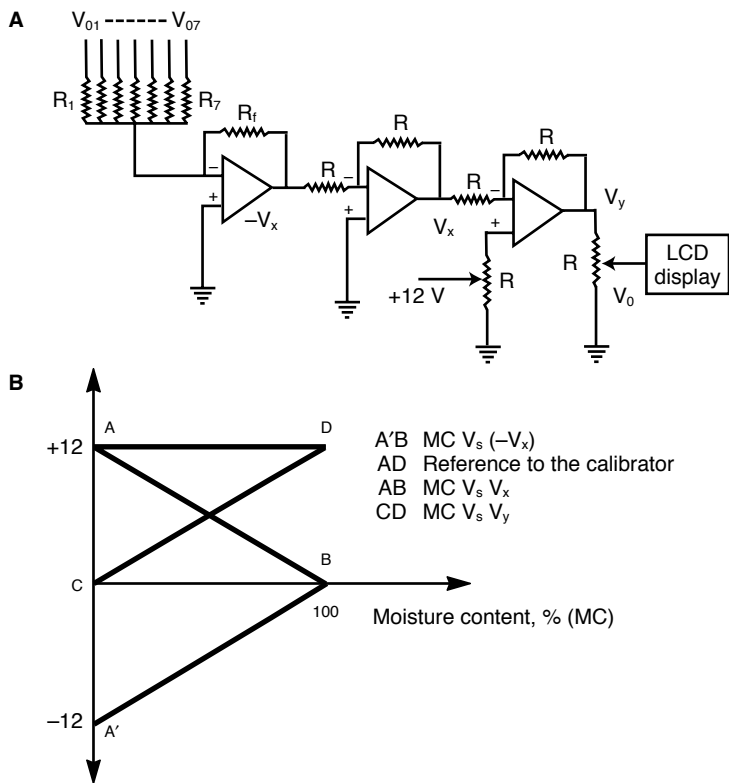 A
V01 ------ V07
R1
R7
Rf
R
R
–
+
–Vx
R
–
+
Vx
R
–
+
Vy
R
+12 V
R
V0
LCD
display
B
A
D
+12
A′B MC Vs (–Vx)
AD Reference to the calibrator
AB MC Vs Vx
CD MC Vs Vy
C
B
100
Moisture content, % (MC)
–12
A′